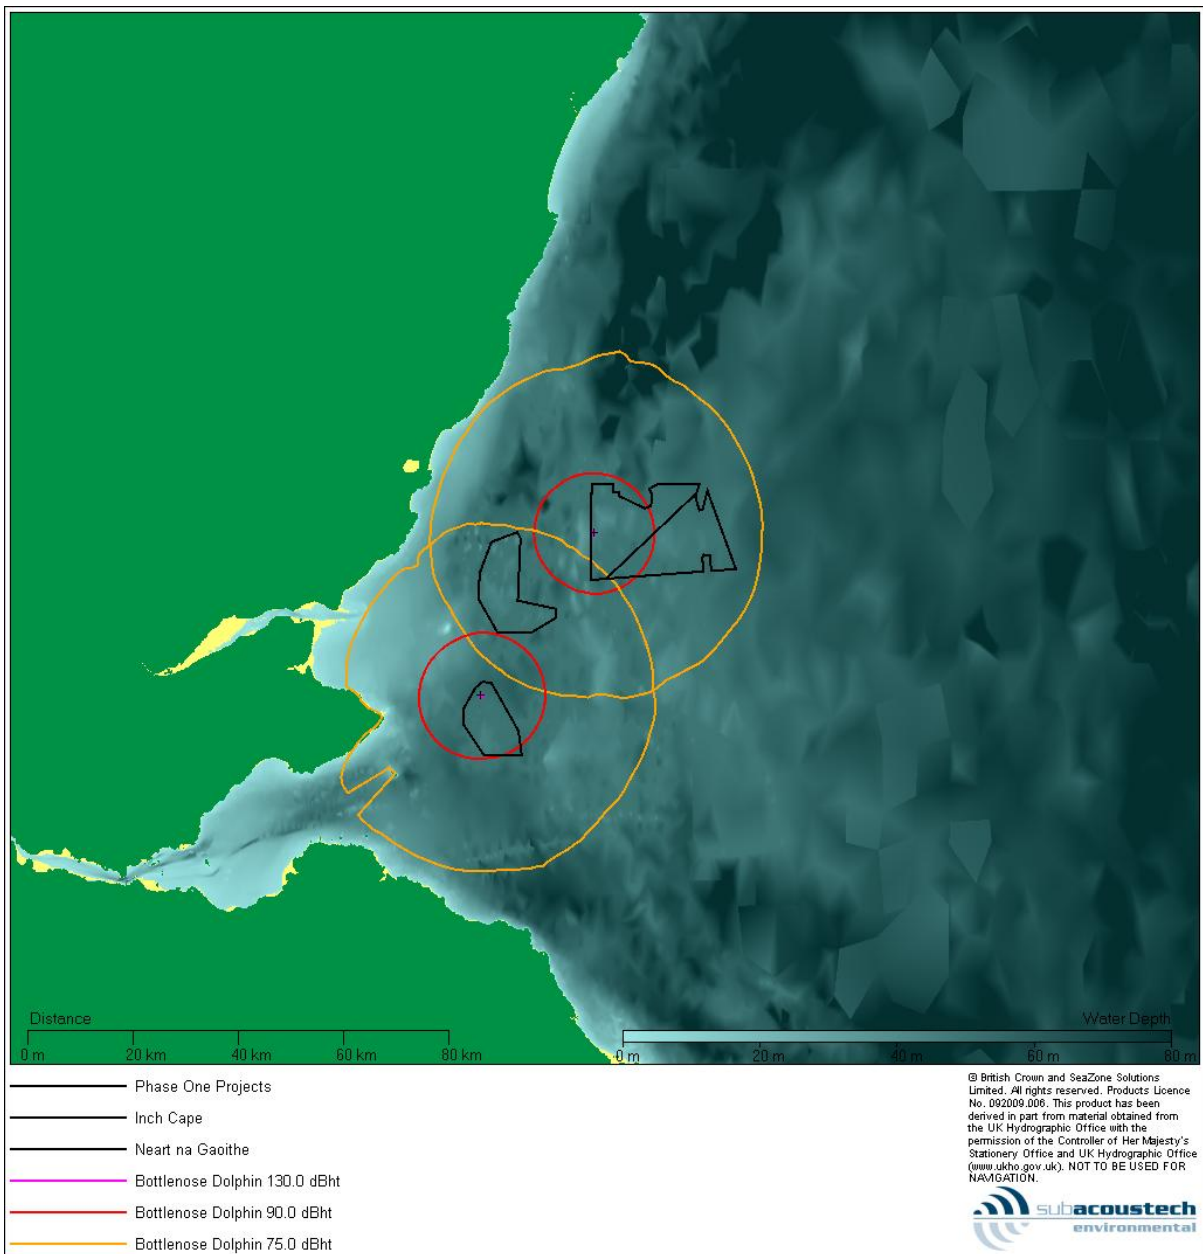 Distance
0 m 20 km 40 km 60 km 80 km
Water Depth
0 m 20 m 40 m 60 m 80 m
Phase One Projects
Inch Cape
Neart na Gaoithe
Bottlenose Dolphin 130.0 dBht
Bottlenose Dolphin 90.0 dBht
Bottlenose Dolphin 75.0 dBht
© British Crown and SeaZone Solutions
Limited. All rights reserved. Products Licence
No. 092009.006. This product has been
derived in part from material obtained from
the UK Hydrographic Office with the
permission of the Controller of Her Majesty's
Stationery Office and UK Hydrographic Office
(www.ukho.gov.uk). NOT TO BE USED FOR
NAVIGATION.
subacoustech
environmental